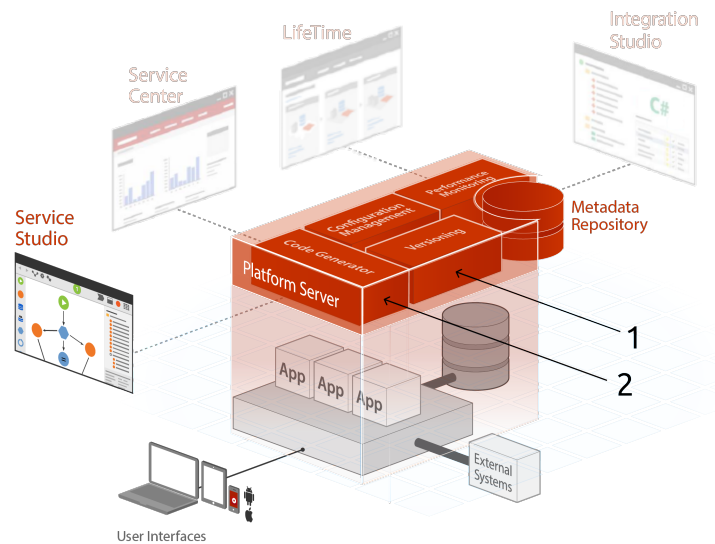 Integration
Studio
LifeTime
Service
Center
C#
Performance
Monitoring
Metadata
Repository
Configuration
Management
Versioning
Service
Studio
Code Generator
Platform Server
1
2
App
App
App
External
Systems
User Interfaces